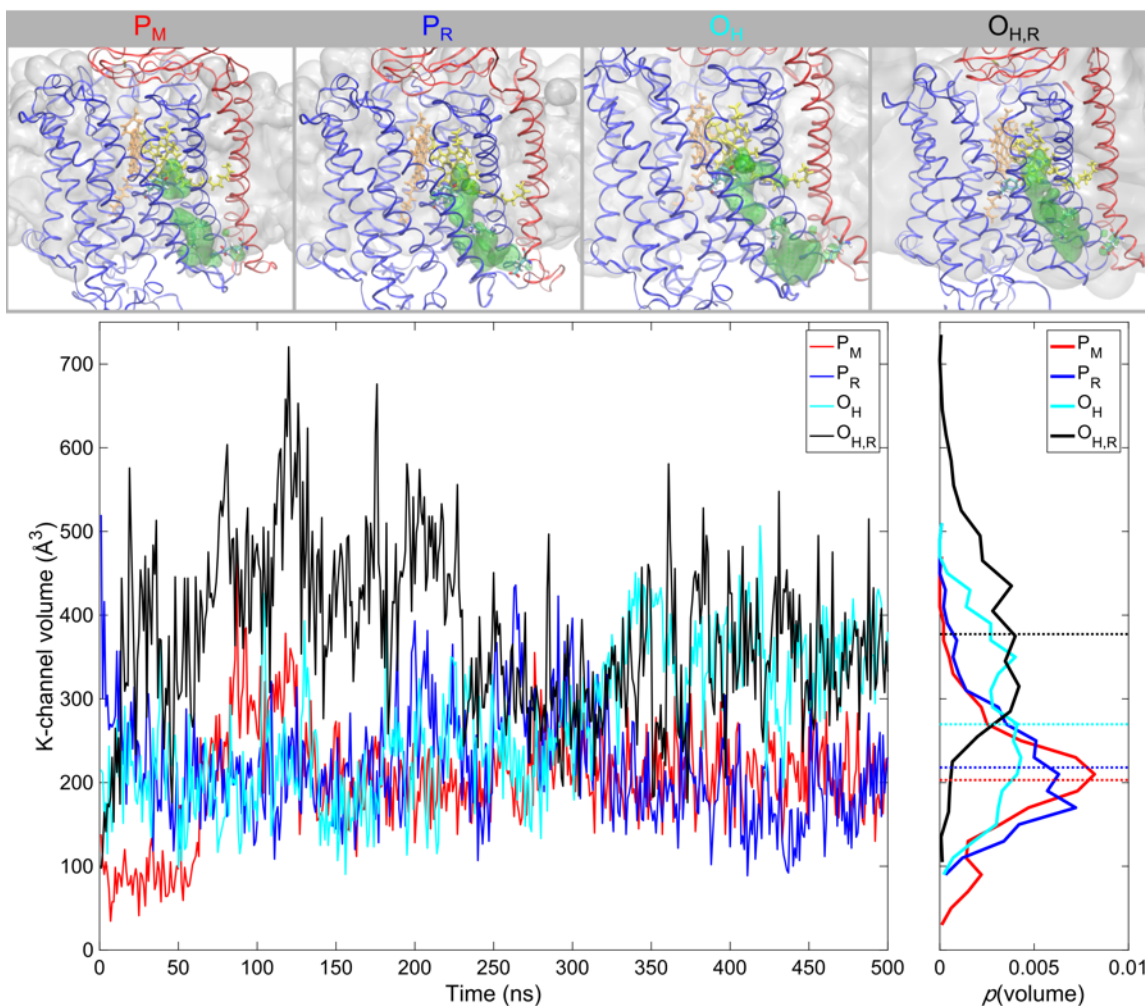 P_M P_R O_H O_H,R
K-channel volume (Å³)
700
600
500
400
300
200
100
0
0 50 100 150 200 250 300 350 400 450 500
Time (ns)
P_M
P_R
O_H
O_H,R
P_M
P_R
O_H
O_H,R
0 0.005 0.01
p(volume)